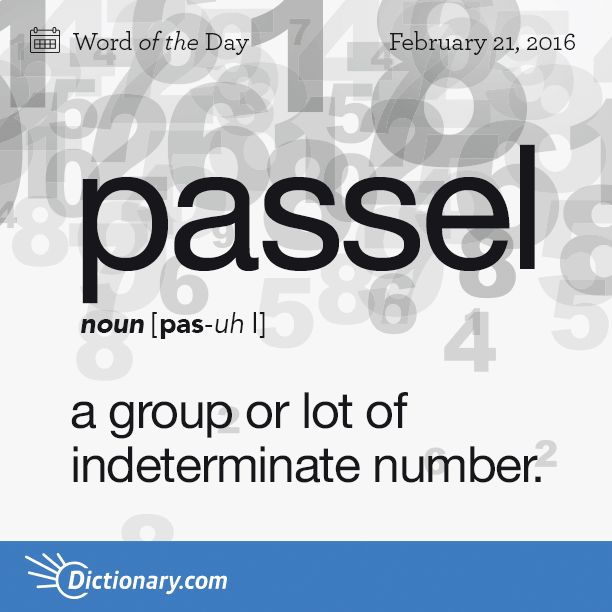 Word of the Day
February 21, 2016
passel
noun [pas-uh l]
a group or lot of
indeterminate number.
Dictionary.com